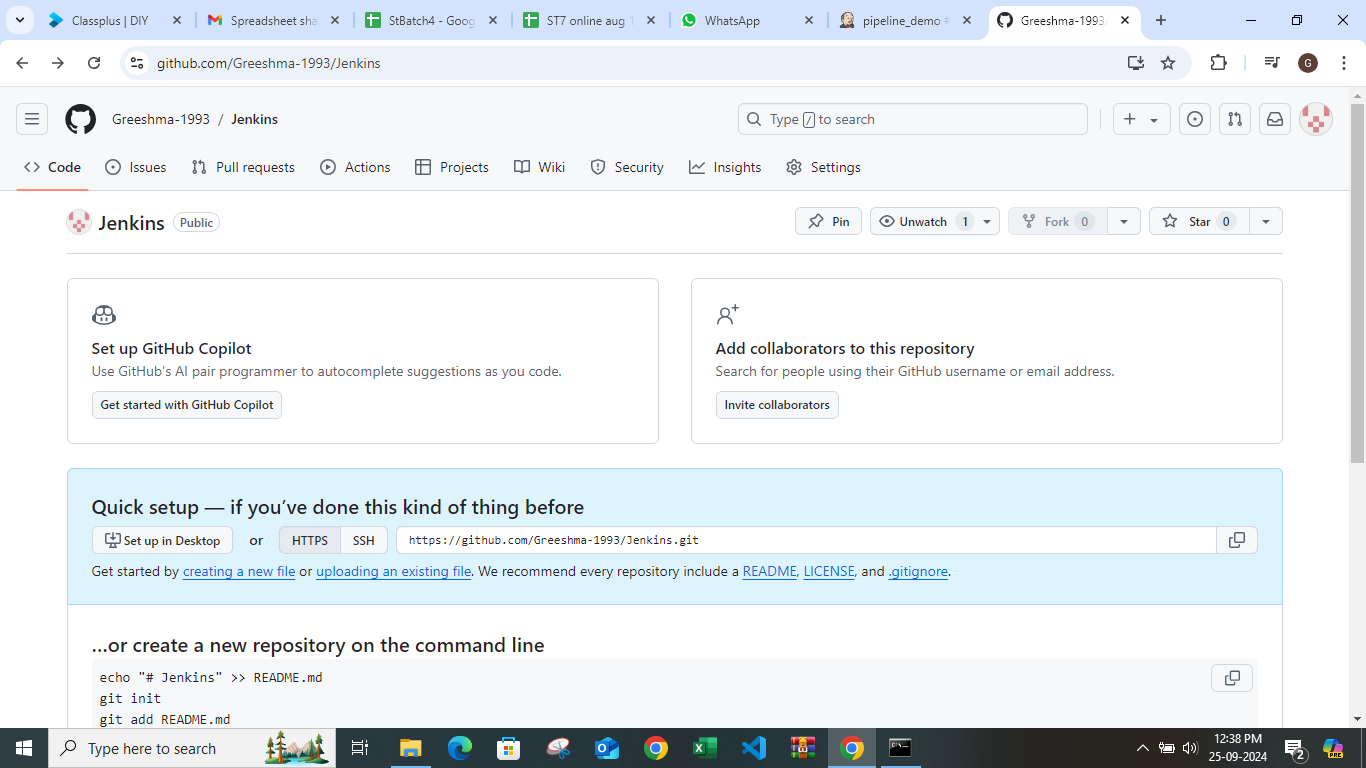 Classplus | DIY
Spreadsheet sha
StBatch4 - Goog
ST7 online aug 1
WhatsApp
pipeline_demo #
Greeshma-1993/
github.com/Greeshma-1993/Jenkins
G
Greeshma-1993 / Jenkins
Type / to search
Code
Issues
Pull requests
Actions
Projects
Wiki
Security
Insights
Settings
Jenkins Public
Pin
Unwatch 1
Fork 0
Star 0
Set up GitHub Copilot
Use GitHub's AI pair programmer to autocomplete suggestions as you code.
Get started with GitHub Copilot
Add collaborators to this repository
Search for people using their GitHub username or email address.
Invite collaborators
Quick setup — if you’ve done this kind of thing before
Set up in Desktop or HTTPS SSH https://github.com/Greeshma-1993/Jenkins.git
Get started by creating a new file or uploading an existing file. We recommend every repository include a README, LICENSE, and .gitignore.
…or create a new repository on the command line
echo "# Jenkins" >> README.md
git init
git add README.md
Type here to search
12:38 PM
25-09-2024
2
PRE